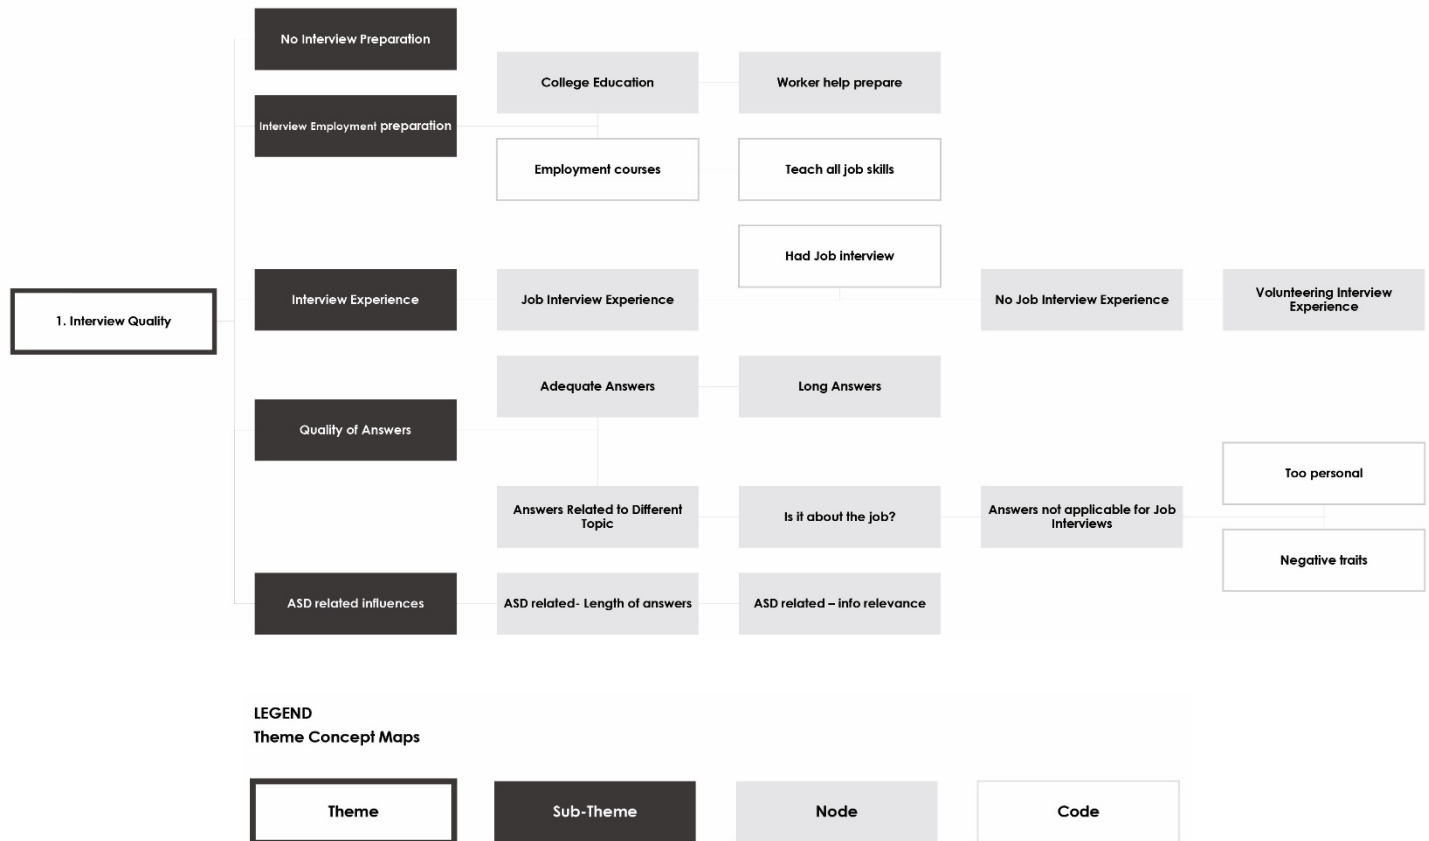 No Interview Preparation
College Education
Worker help prepare
Interview Employment preparation
Employment courses
Teach all job skills
Had Job interview
1. Interview Quality
Interview Experience
Job Interview Experience
No Job Interview Experience
Volunteering Interview
Experience
Adequate Answers
Long Answers
Quality of Answers
Too personal
Answers Related to Different
Topic
Is it about the job?
Answers not applicable for Job
Interviews
Negative traits
ASD related influences
ASD related- Length of answers
ASD related – info relevance
LEGEND
Theme Concept Maps
Theme
Sub-Theme
Node
Code